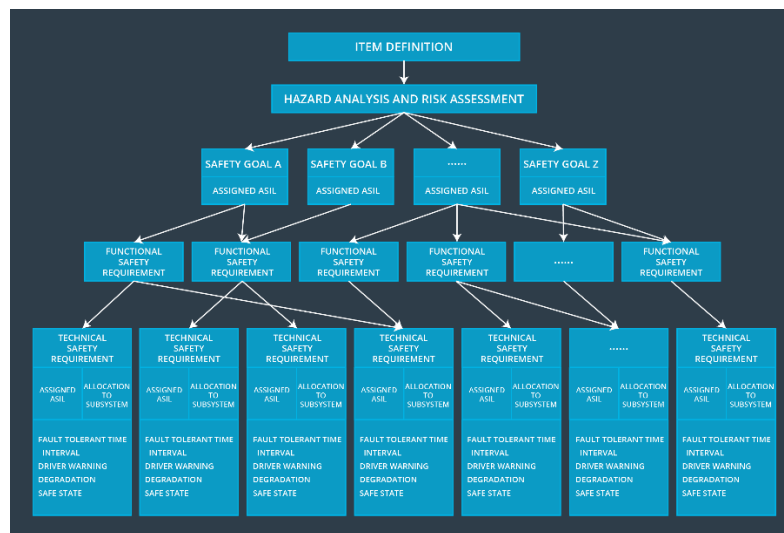 ITEM DEFINITION
HAZARD ANALYSIS AND RISK ASSESSMENT
SAFETY GOAL A
ASSIGNED ASIL
SAFETY GOAL B
ASSIGNED ASIL
......
ASSIGNED ASIL
SAFETY GOAL Z
ASSIGNED ASIL
FUNCTIONAL
SAFETY
REQUIREMENT
FUNCTIONAL
SAFETY
REQUIREMENT
FUNCTIONAL
SAFETY
REQUIREMENT
FUNCTIONAL
SAFETY
REQUIREMENT
......
FUNCTIONAL
SAFETY
REQUIREMENT
TECHNICAL
SAFETY
REQUIREMENT
ASSIGNED
ASIL
ALLOCATION
TO
SUBSYSTEM
FAULT TOLERANT TIME
INTERVAL
DRIVER WARNING
DEGRADATION
SAFE STATE
TECHNICAL
SAFETY
REQUIREMENT
ASSIGNED
ASIL
ALLOCATION
TO
SUBSYSTEM
FAULT TOLERANT TIME
INTERVAL
DRIVER WARNING
DEGRADATION
SAFE STATE
TECHNICAL
SAFETY
REQUIREMENT
ASSIGNED
ASIL
ALLOCATION
TO
SUBSYSTEM
FAULT TOLERANT TIME
INTERVAL
DRIVER WARNING
DEGRADATION
SAFE STATE
TECHNICAL
SAFETY
REQUIREMENT
ASSIGNED
ASIL
ALLOCATION
TO
SUBSYSTEM
FAULT TOLERANT TIME
INTERVAL
DRIVER WARNING
DEGRADATION
SAFE STATE
TECHNICAL
SAFETY
REQUIREMENT
ASSIGNED
ASIL
ALLOCATION
TO
SUBSYSTEM
FAULT TOLERANT TIME
INTERVAL
DRIVER WARNING
DEGRADATION
SAFE STATE
......
ASSIGNED
ASIL
ALLOCATION
TO
SUBSYSTEM
FAULT TOLERANT TIME
INTERVAL
DRIVER WARNING
DEGRADATION
SAFE STATE
TECHNICAL
SAFETY
REQUIREMENT
ASSIGNED
ASIL
ALLOCATION
TO
SUBSYSTEM
FAULT TOLERANT TIME
INTERVAL
DRIVER WARNING
DEGRADATION
SAFE STATE